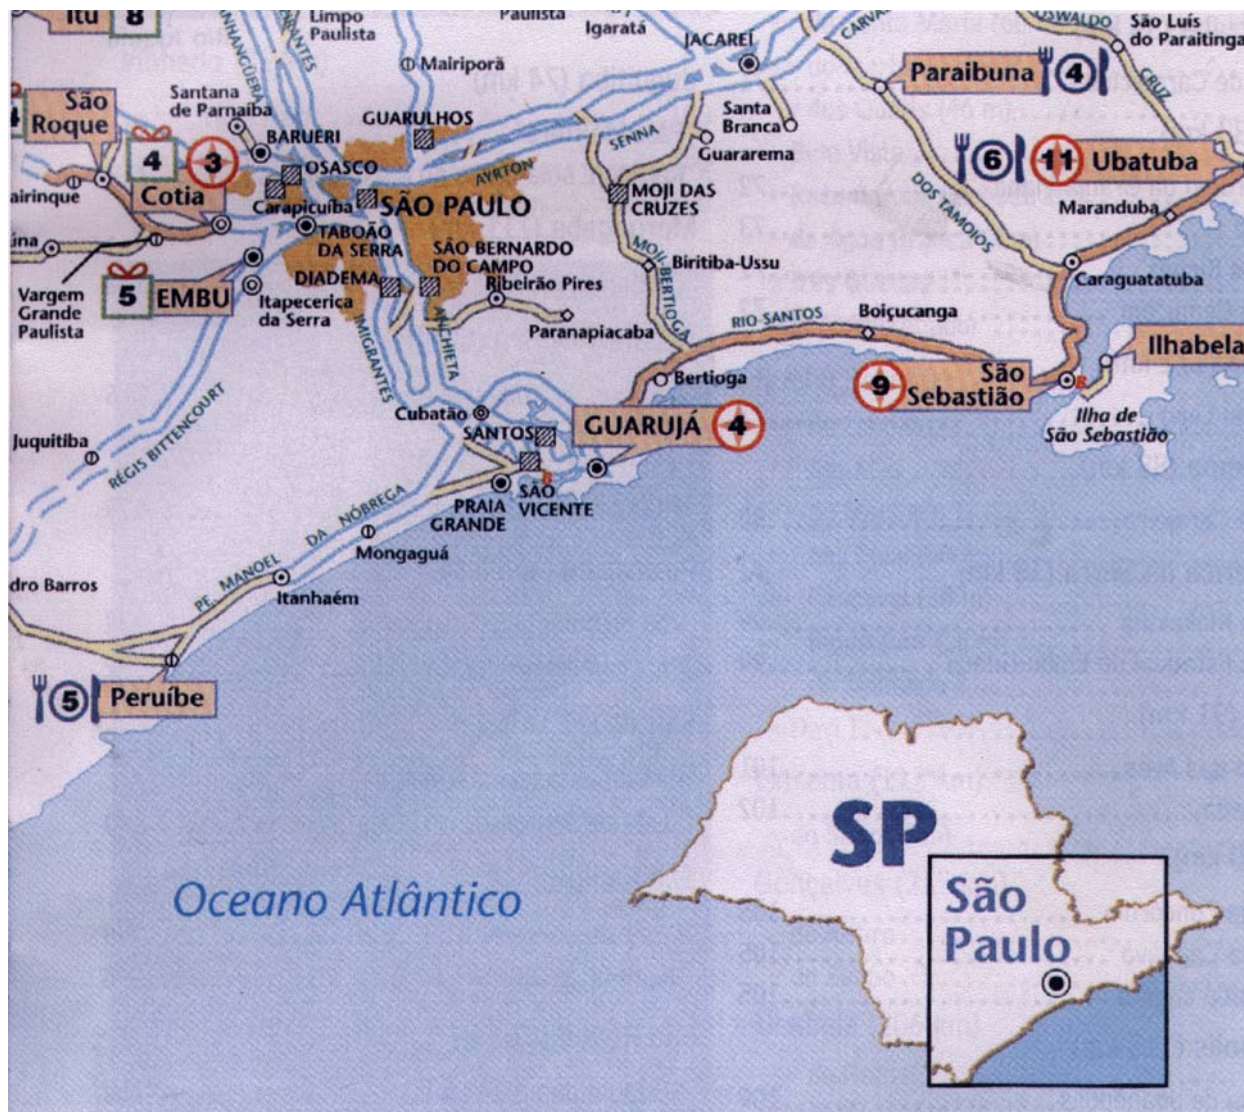 Itu
8
Limpo
Paulista
Paulista
Igaratá
JACAREÍ
OSWALDO
CRUZ
São Luís
do Paraitinga
Mairiporã
Paraibuna
4
São
Roque
Santana
de Parnaíba
BARUERI
GUARULHOS
SENNA
Santa
Branca
Guararema
4
3
OSASCO
AYRTON
6
11
Ubatuba
Cotia
Carapicuíba
SÃO PAULO
MOJI DAS
CRUZES
DOS TAMOIOS
Maranduba
TABOÃO
DA SERRA
SÃO BERNARDO
DO CAMPO
MOJI-BERTIOGA
Biritiba-Ussu
Caraguatatuba
Vargem
Grande
Paulista
5
EMBU
DIADEMA
Ribeirão Pires
Itapecerica
da Serra
IMIGRANTES
ANCHIETA
Paranapiacaba
RIO-SANTOS
Boiçucanga
Ilhabela
Bertioga
9
São
Sebastião
B
Ilha de
São Sebastião
Cubatão
GUARUJÁ
4
SANTOS
Juquitiba
RÉGIS BITTENCOURT
B
SÃO
VICENTE
PRAIA
GRANDE
PE. MANOEL DA NÓBREGA
Mongaguá
dro Barros
Itanhaém
5
Peruíbe
SP
São
Paulo
Oceano Atlântico